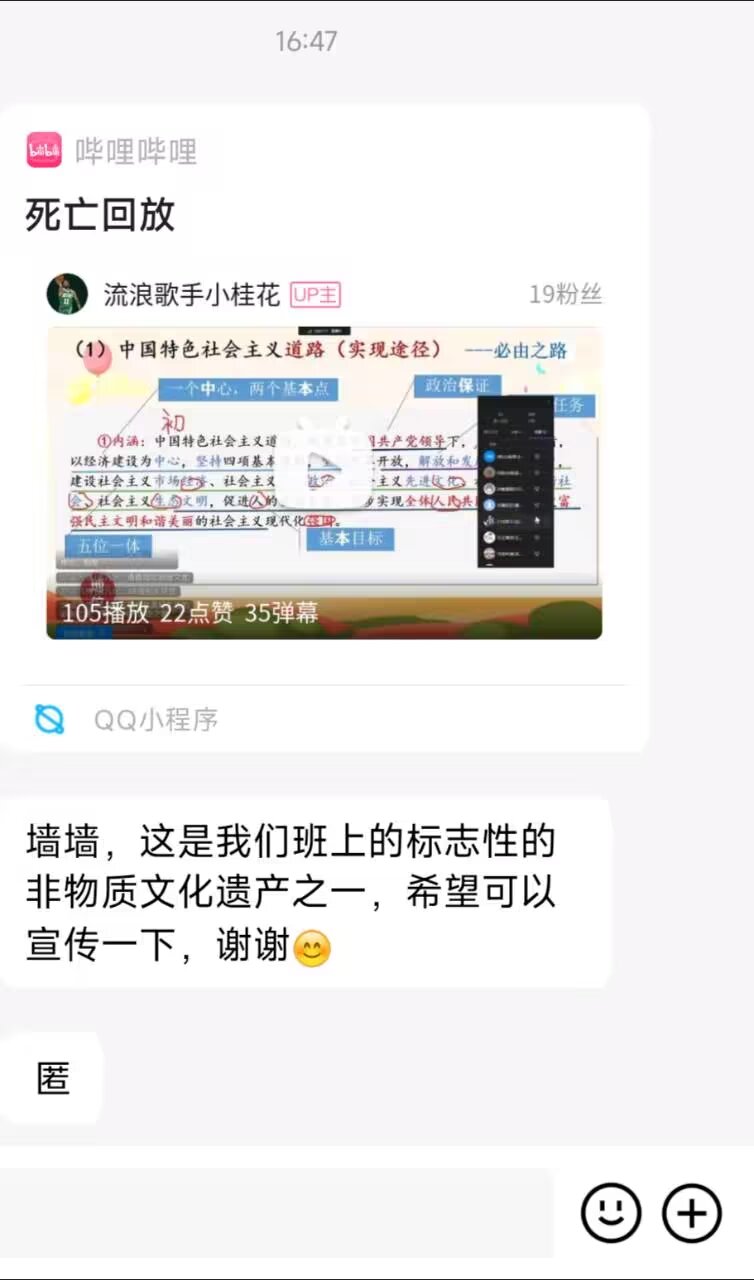 16:47
bilibili
哔哩哔哩
死亡回放
流浪歌手小桂花 UP主 19粉丝
(1)中国特色社会主义道路(实现途径) ---必由之路
一个中心,两个基本点 政治保证
任务
初
①内涵:中国特色社会主义道 国共产党领导下,
以经济建设为中心,坚持四项基本 开放,解放和发
建设社会主义市场经济、社会主义 政 主义先进文化、 社
会、社会主义生态文明,促进人的 步实现全体人民共 富
强民主文明和谐美丽的社会主义现代化强国。
五位一体 基本目标
105播放 22点赞 35弹幕
QQ小程序
墙墙,这是我们班上的标志性的
非物质文化遗产之一,希望可以
宣传一下,谢谢😊
匿